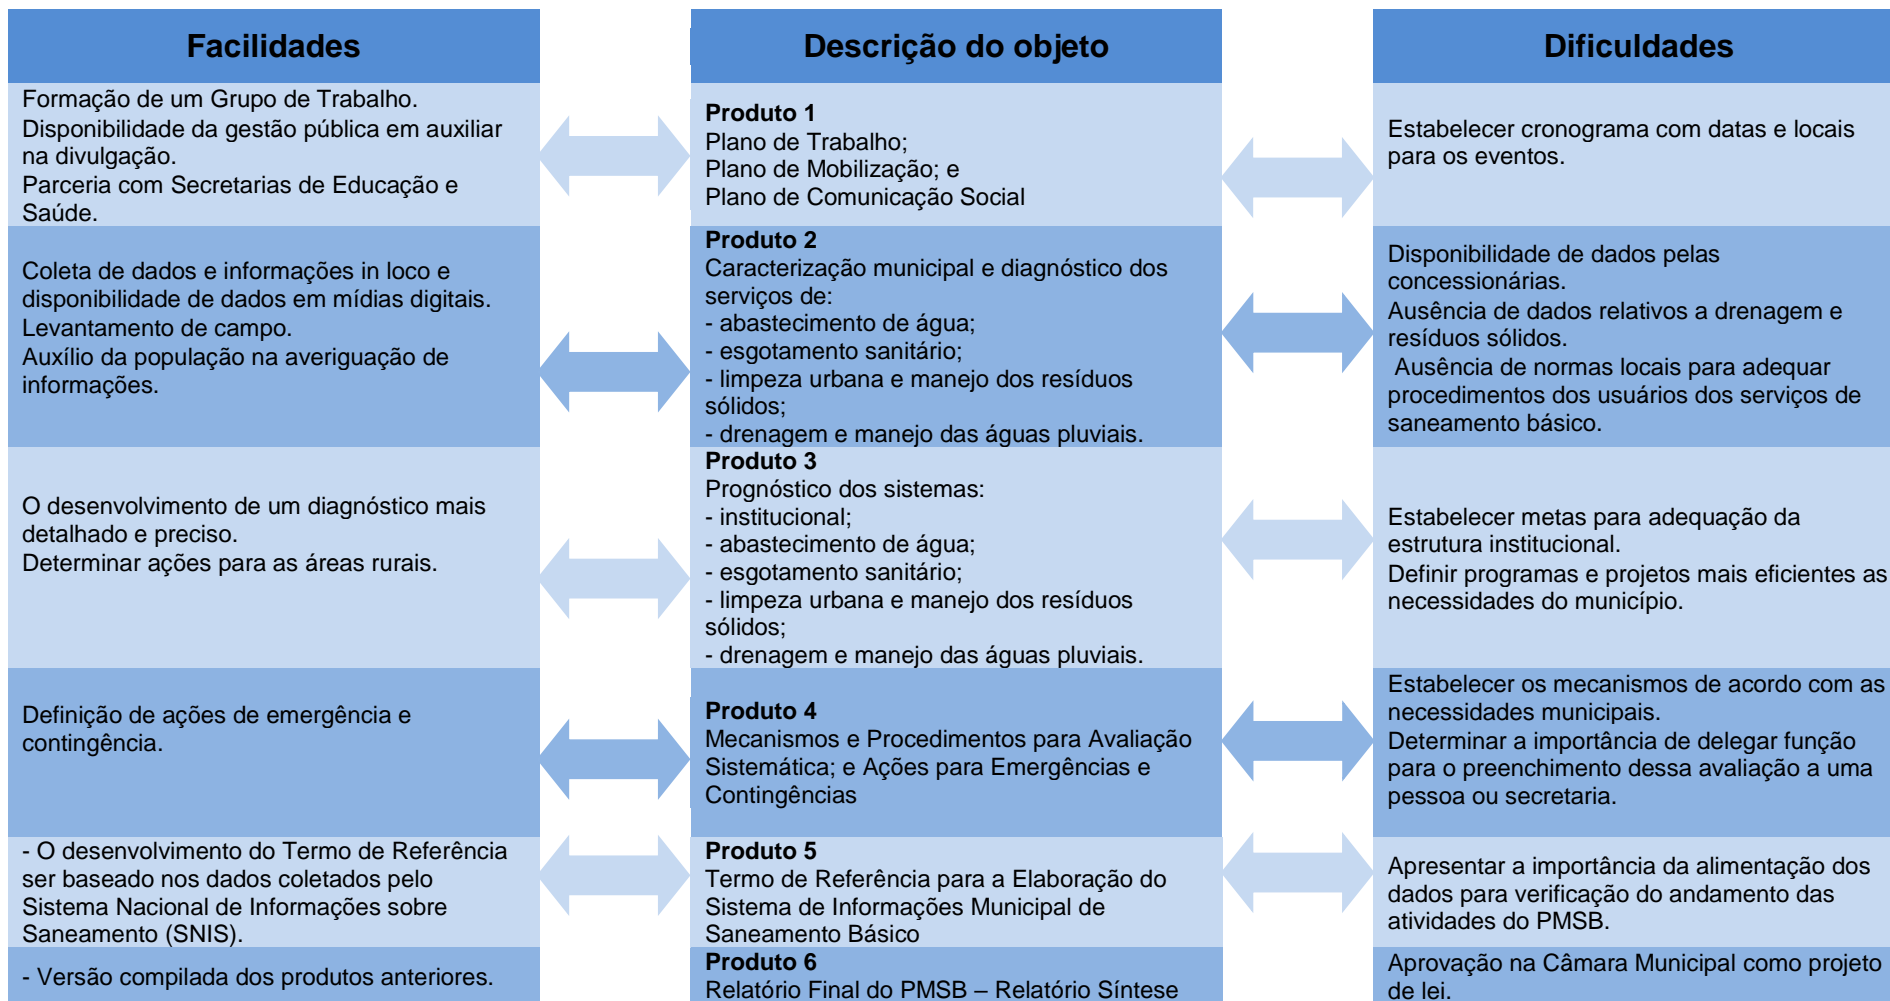 Facilidades
Descrição do objeto
Dificuldades
Formação de um Grupo de Trabalho.
Disponibilidade da gestão pública em auxiliar
na divulgação.
Parceria com Secretarias de Educação e
Saúde.
Produto 1
Plano de Trabalho;
Plano de Mobilização; e
Plano de Comunicação Social
Estabelecer cronograma com datas e locais
para os eventos.
Coleta de dados e informações in loco e
disponibilidade de dados em mídias digitais.
Levantamento de campo.
Auxílio da população na averiguação de
informações.
Produto 2
Caracterização municipal e diagnóstico dos
serviços de:
- abastecimento de água;
- esgotamento sanitário;
- limpeza urbana e manejo dos resíduos
sólidos;
- drenagem e manejo das águas pluviais.
Disponibilidade de dados pelas
concessionárias.
Ausência de dados relativos a drenagem e
resíduos sólidos.
Ausência de normas locais para adequar
procedimentos dos usuários dos serviços de
saneamento básico.
O desenvolvimento de um diagnóstico mais
detalhado e preciso.
Determinar ações para as áreas rurais.
Produto 3
Prognóstico dos sistemas:
- institucional;
- abastecimento de água;
- esgotamento sanitário;
- limpeza urbana e manejo dos resíduos
sólidos;
- drenagem e manejo das águas pluviais.
Estabelecer metas para adequação da
estrutura institucional.
Definir programas e projetos mais eficientes as
necessidades do município.
Definição de ações de emergência e
contingência.
Produto 4
Mecanismos e Procedimentos para Avaliação
Sistemática; e Ações para Emergências e
Contingências
Estabelecer os mecanismos de acordo com as
necessidades municipais.
Determinar a importância de delegar função
para o preenchimento dessa avaliação a uma
pessoa ou secretaria.
- O desenvolvimento do Termo de Referência
ser baseado nos dados coletados pelo
Sistema Nacional de Informações sobre
Saneamento (SNIS).
Produto 5
Termo de Referência para a Elaboração do
Sistema de Informações Municipal de
Saneamento Básico
Apresentar a importância da alimentação dos
dados para verificação do andamento das
atividades do PMSB.
- Versão compilada dos produtos anteriores.
Produto 6
Relatório Final do PMSB – Relatório Síntese
Aprovação na Câmara Municipal como projeto
de lei.